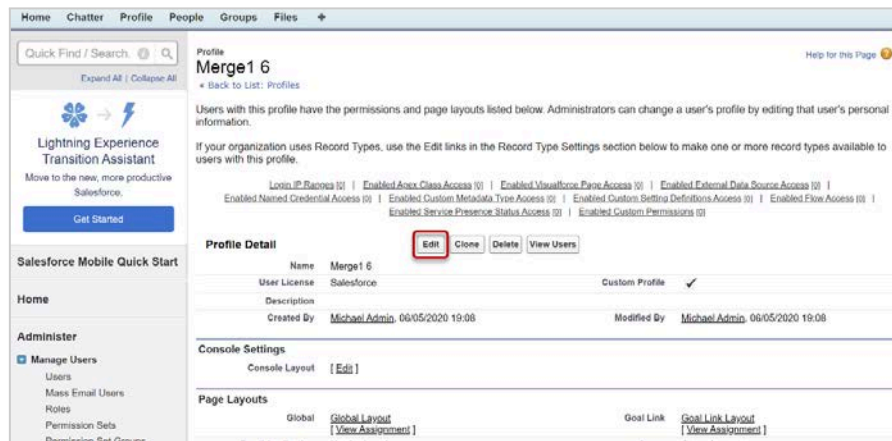 Home Chatter Profile People Groups Files +
Quick Find / Search...
Expand All | Collapse All
Lightning Experience
Transition Assistant
Move to the new, more productive
Salesforce.
Get Started
Salesforce Mobile Quick Start
Home
Administer
Manage Users
Users
Mass Email Users
Roles
Permission Sets
Permission Set Groups
Profile
Merge1 6
« Back to List: Profiles
Help for this Page
Users with this profile have the permissions and page layouts listed below. Administrators can change a user's profile by editing that user's personal
information.
If your organization uses Record Types, use the Edit links in the Record Type Settings section below to make one or more record types available to
users with this profile.
Login IP Ranges [0] | Enabled Apex Class Access [0] | Enabled Visualforce Page Access [0] | Enabled External Data Source Access [0] |
Enabled Named Credential Access [0] | Enabled Custom Metadata Type Access [0] | Enabled Custom Setting Definitions Access [0] | Enabled Flow Access [0] |
Enabled Service Presence Status Access [0] | Enabled Custom Permissions [0]
Profile Detail Edit Clone Delete View Users
Name Merge1 6
User License Salesforce Custom Profile ✓
Description
Created By Michael Admin, 06/05/2020 19:08 Modified By Michael Admin, 06/05/2020 19:08
Console Settings
Console Layout [ Edit ]
Page Layouts
Global Global Layout Goal Link Goal Link Layout
[ View Assignment ] [ View Assignment ]